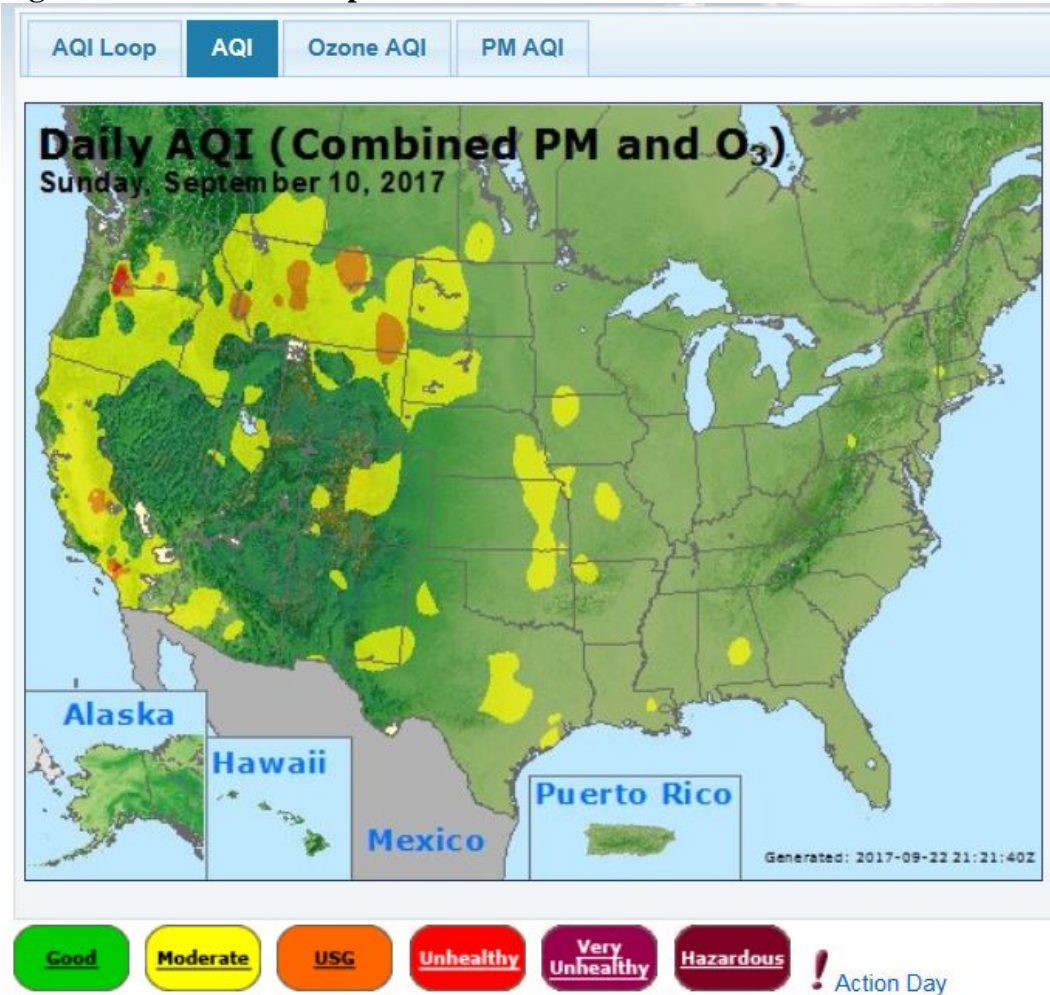 AQI Loop AQI Ozone AQI PM AQI
Daily AQI (Combined PM and O₃)
Sunday, September 10, 2017
Alaska
Hawaii
Mexico
Puerto Rico
Generated: 2017-09-22 21:21:40Z
Good Moderate USG Unhealthy Very Unhealthy Hazardous ! Action Day